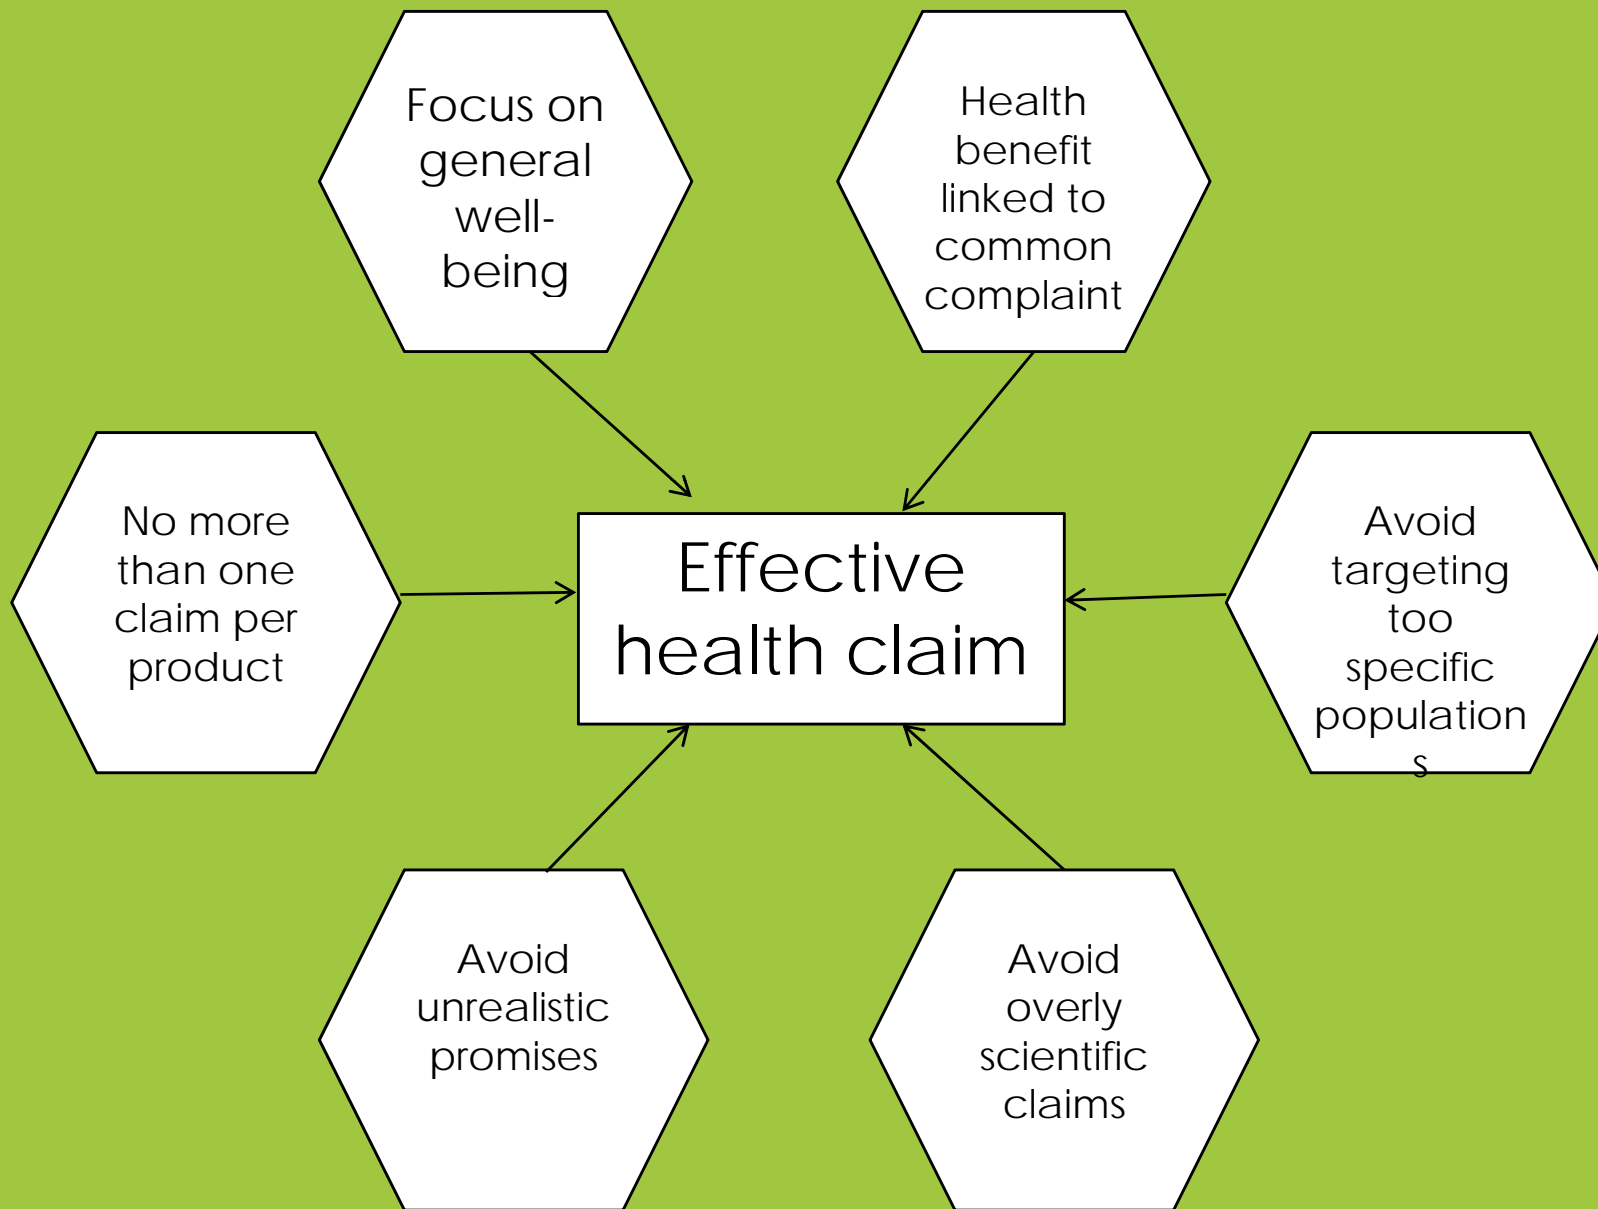 Focus on
general
well-
being
Health
benefit
linked to
common
complaint
No more
than one
claim per
product
Effective
health claim
Avoid
targeting
too
specific
population
s
Avoid
unrealistic
promises
Avoid
overly
scientific
claims